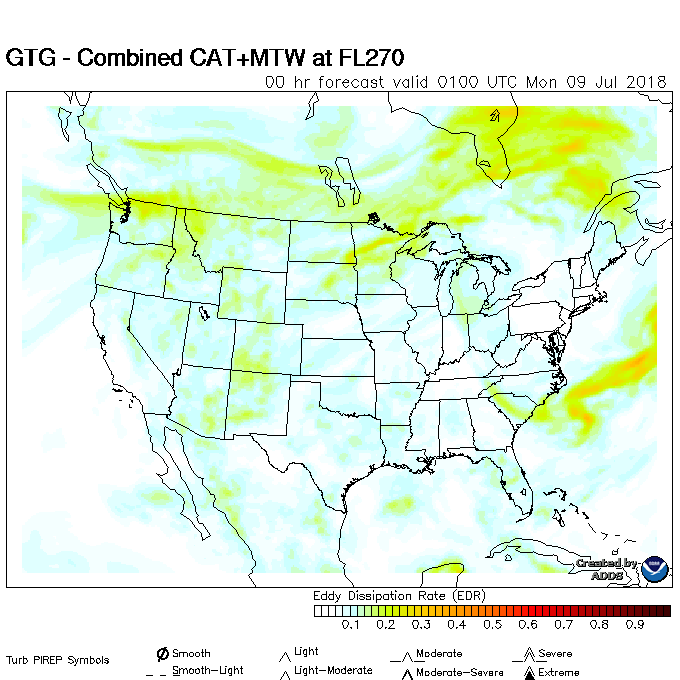 GTG - Combined CAT+MTW at FL270
00 hr forecast valid 0100 UTC Mon 09 Jul 2018
Created by
ADDS
Eddy Dissipation Rate (EDR)
0.1 0.2 0.3 0.4 0.5 0.6 0.7 0.8 0.9
Turb PIREP Symbols
Smooth Light Moderate Severe
Smooth-Light Light-Moderate Moderate-Severe Extreme